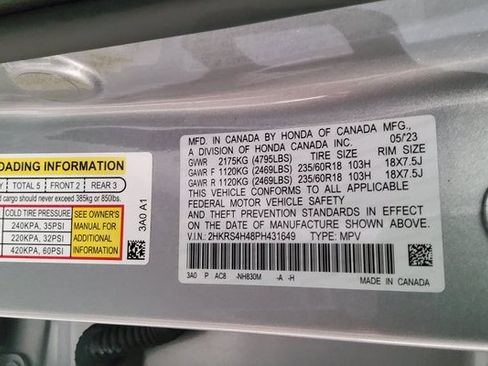 OADING INFORMATION
Y TOTAL 5 FRONT 2 REAR 3
d cargo should never exceed 385kg or 850lbs.
COLD TIRE PRESSURE
240KPA, 35PSI
220KPA, 32PSI
420KPA, 60PSI
SEE OWNER'S
MANUAL FOR
ADDITIONAL
INFORMATION
3A0 A1
MFD. IN CANADA BY HONDA OF CANADA MFG.,
A DIVISION OF HONDA CANADA INC. 05/23
GVWR 2175KG (4795LBS) TIRE SIZE RIM SIZE
GAWR F 1120KG (2469LBS) 235/60R18 103H 18X7.5J
GAWR R 1120KG (2469LBS) 235/60R18 103H 18X7.5J
THIS VEHICLE CONFORMS TO ALL APPLICABLE
FEDERAL MOTOR VEHICLE SAFETY STANDARDS IN
EFFECT ON THE DATE OF MANUFACTURE SHOWN ABOVE.
V.I.N.: 2HKRS4H48PH431649 TYPE: MPV
3A0 P AC8 -NH830M -A -H
MADE IN CANADA